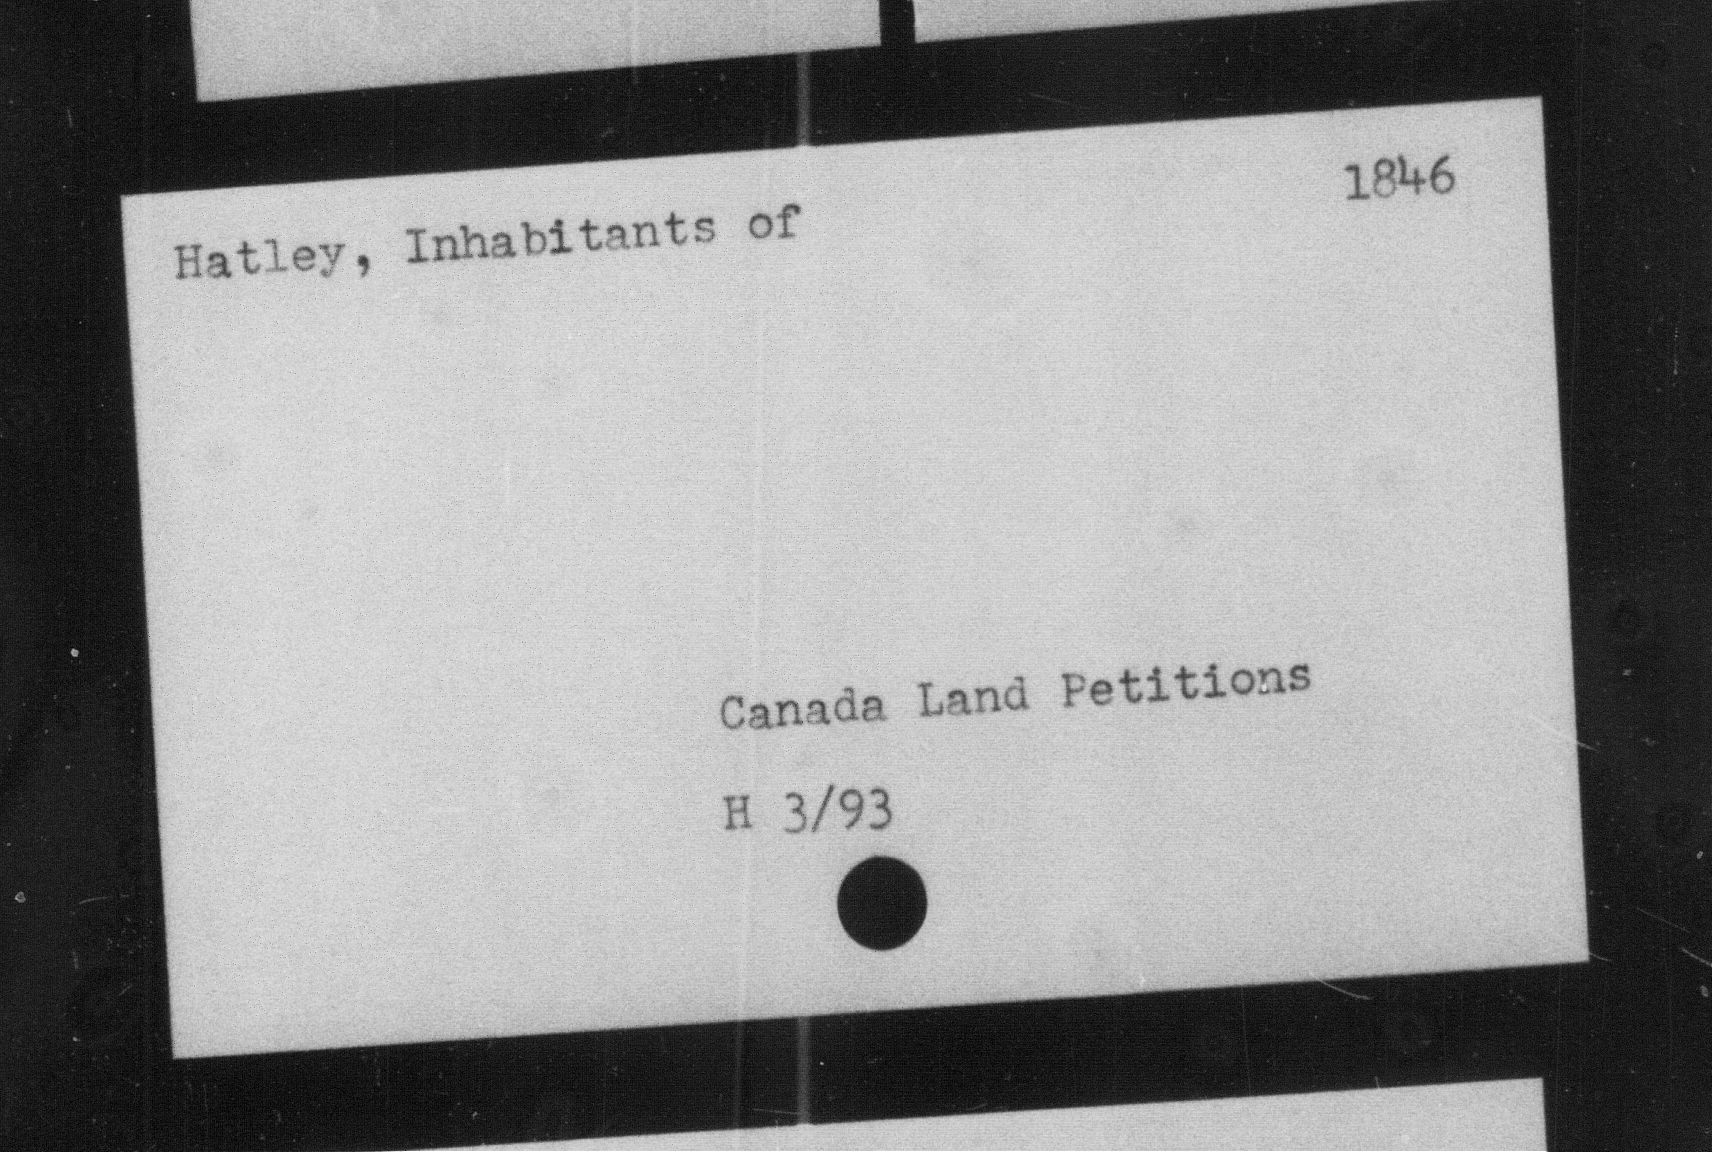 Hatley, Inhabitants of 1846
Canada Land Petitions
H 3/93